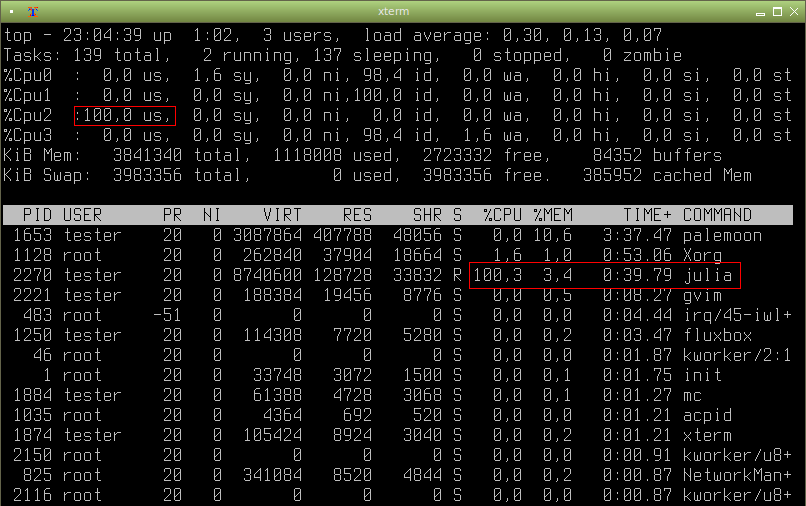 xterm
top - 23:04:39 up  1:02,  3 users,  load average: 0,30, 0,13, 0,07
Tasks: 139 total,   2 running, 137 sleeping,   0 stopped,   0 zombie
%Cpu0  :  0,0 us,  1,6 sy,  0,0 ni, 98,4 id,  0,0 wa,  0,0 hi,  0,0 si,  0,0 st
%Cpu1  :  0,0 us,  0,0 sy,  0,0 ni,100,0 id,  0,0 wa,  0,0 hi,  0,0 si,  0,0 st
%Cpu2  :100,0 us,  0,0 sy,  0,0 ni,  0,0 id,  0,0 wa,  0,0 hi,  0,0 si,  0,0 st
%Cpu3  :  0,0 us,  0,0 sy,  0,0 ni, 98,4 id,  1,6 wa,  0,0 hi,  0,0 si,  0,0 st
KiB Mem:   3841340 total,  1118008 used,  2723332 free,    84352 buffers
KiB Swap:  3983356 total,        0 used,  3983356 free.   385952 cached Mem
PID USER      PR  NI    VIRT    RES    SHR S  %CPU %MEM     TIME+ COMMAND
1653 tester    20   0 3087864 407788  48056 S   0,0 10,6   3:37.47 palemoon
1128 root      20   0  262840  37904  18664 S   1,6  1,0   0:53.06 Xorg
2270 tester    20   0 8740600 128728  33832 R 100,3  3,4   0:39.79 julia
2221 tester    20   0  188384  19456   8776 S   0,0  0,5   0:08.27 gvim
483 root     -51   0       0      0      0 S   0,0  0,0   0:04.44 irq/45-iwl+
1250 tester    20   0  114308   7720   5280 S   0,0  0,2   0:03.47 fluxbox
46 root      20   0       0      0      0 S   0,0  0,0   0:01.87 kworker/2:1
1 root      20   0   33748   3072   1500 S   0,0  0,1   0:01.75 init
1884 tester    20   0   61388   4728   3068 S   0,0  0,1   0:01.27 mc
1035 root      20   0    4364    692    520 S   0,0  0,0   0:01.21 acpid
1874 tester    20   0  105424   8924   3040 S   0,0  0,2   0:01.21 xterm
2150 root      20   0       0      0      0 S   0,0  0,0   0:00.91 kworker/u8+
825 root      20   0  341084   8520   4844 S   0,0  0,2   0:00.87 NetworkMan+
2116 root      20   0       0      0      0 S   0,0  0,0   0:00.87 kworker/u8+